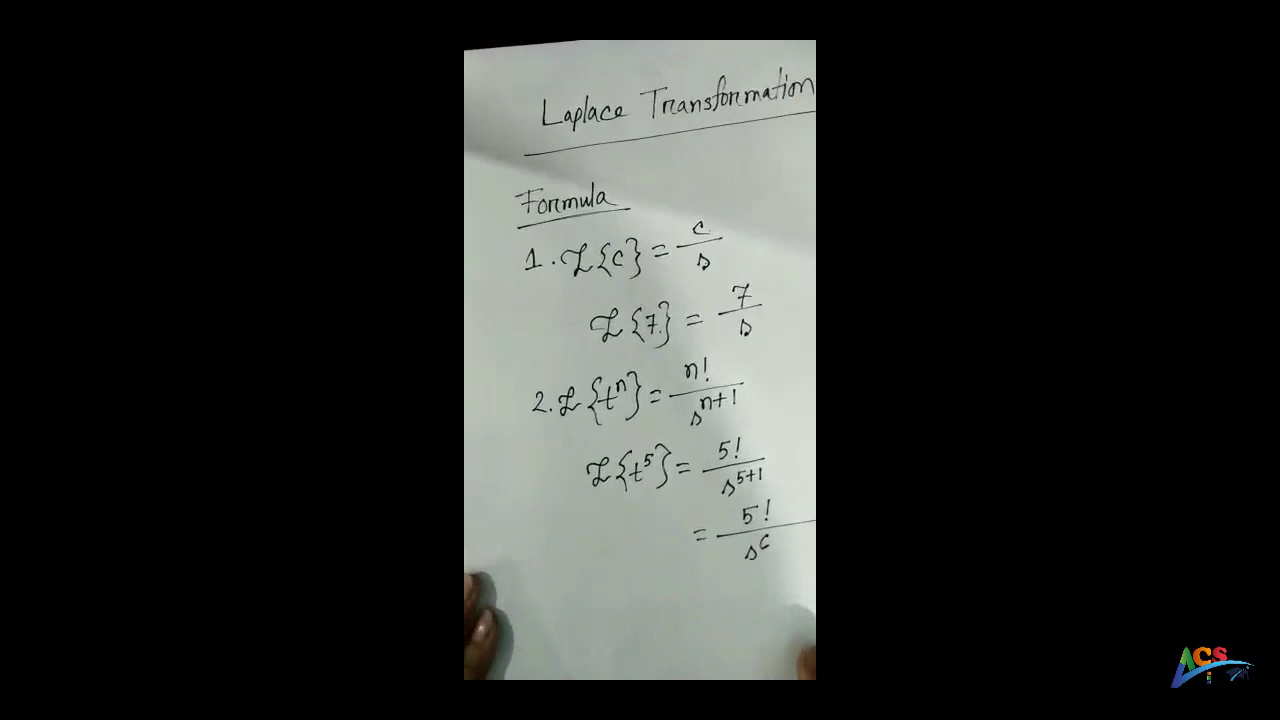 Laplace Transformation
Formula
1. ℒ{c} = c/s
ℒ{7} = 7/s
2. ℒ{t^n} = n!/s^(n+1)
ℒ{t^5} = 5!/s^(5+1)
= 5!/s^6
ACS